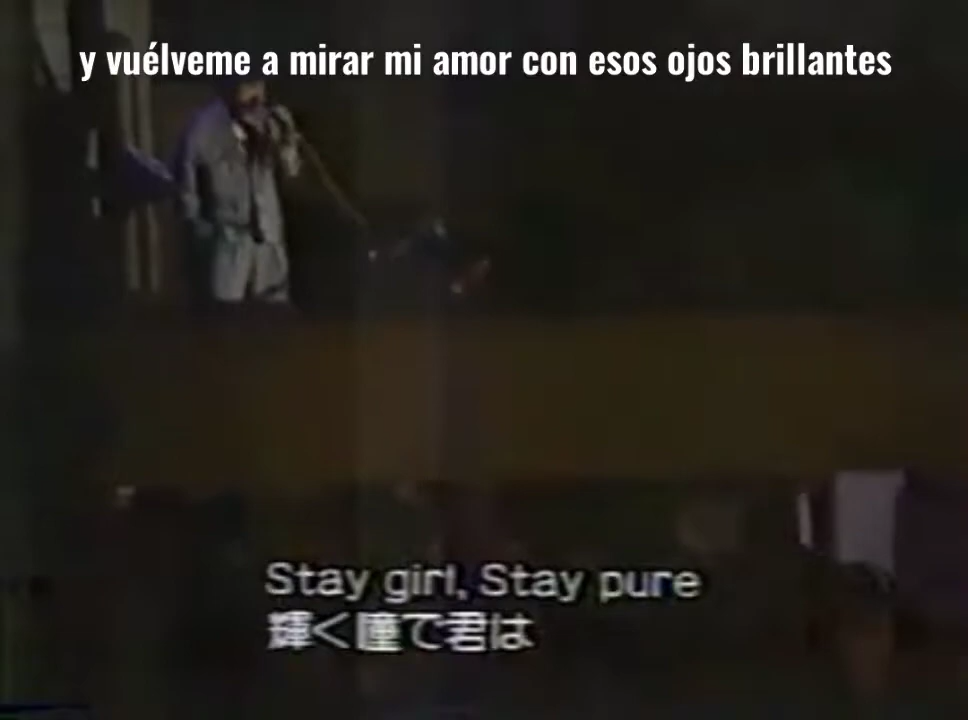 y vuélveme a mirar mi amor con esos ojos brillantes
Stay girl, Stay pure
輝く瞳で君は